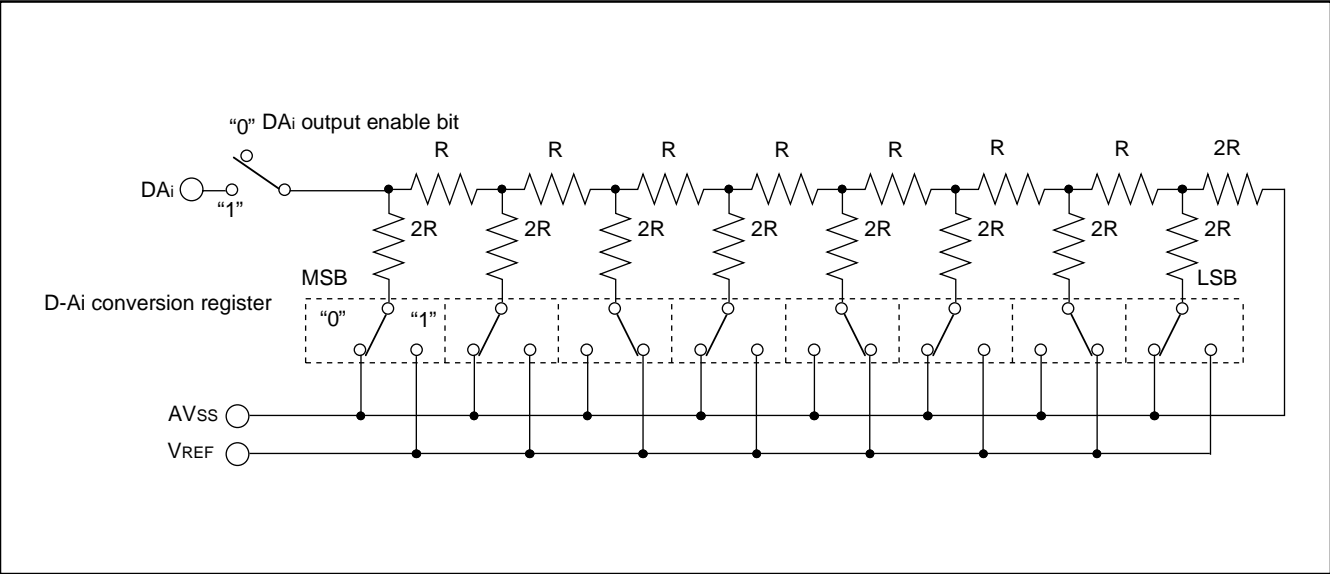 “0” DAi output enable bit
R R R R R R R 2R
DAi
“1”
2R 2R 2R 2R 2R 2R 2R 2R
MSB LSB
D-Ai conversion register
“0” “1”
AVSS
VREF